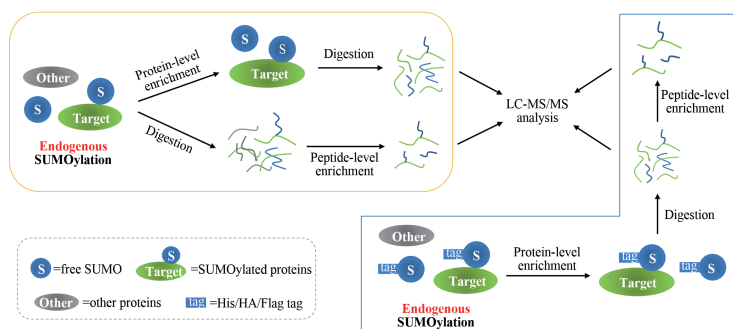 Other
S
S
Target
Endogenous
SUMOylation
Protein-level
enrichment
Digestion
S
S
Target
Digestion
Peptide-level
enrichment
LC-MS/MS
analysis
Peptide-level
enrichment
Digestion
Other
tag S
tag S
Target
Endogenous
SUMOylation
Protein-level
enrichment
tag S
Target
tag S
S =free SUMO
S
Target =SUMOylated proteins
Other =other proteins
tag =His/HA/Flag tag